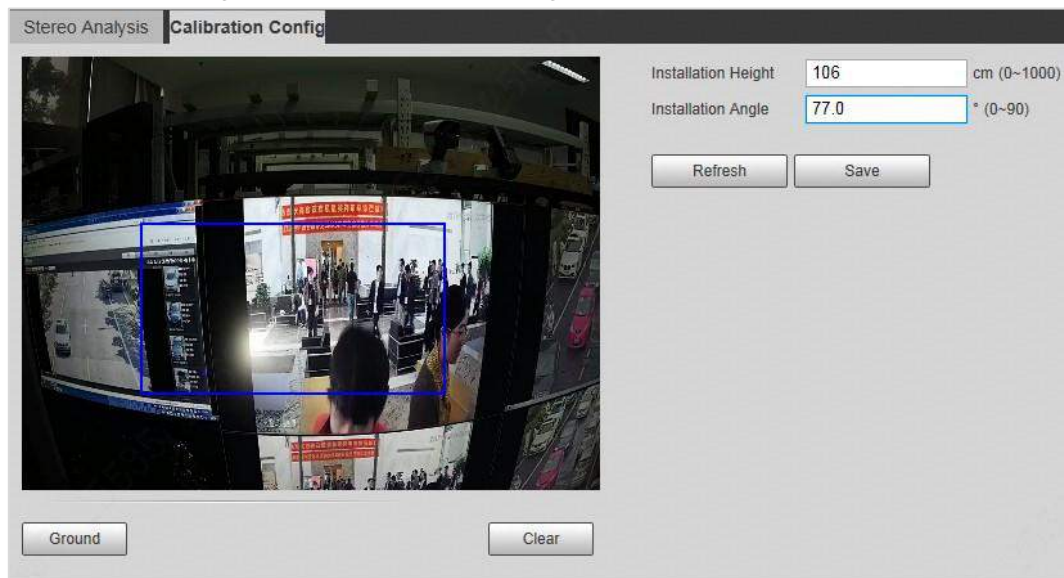 Stereo Analysis
Calibration Config
Installation Height 106 cm (0~1000)
Installation Angle 77.0 ° (0~90)
Refresh Save
Ground Clear